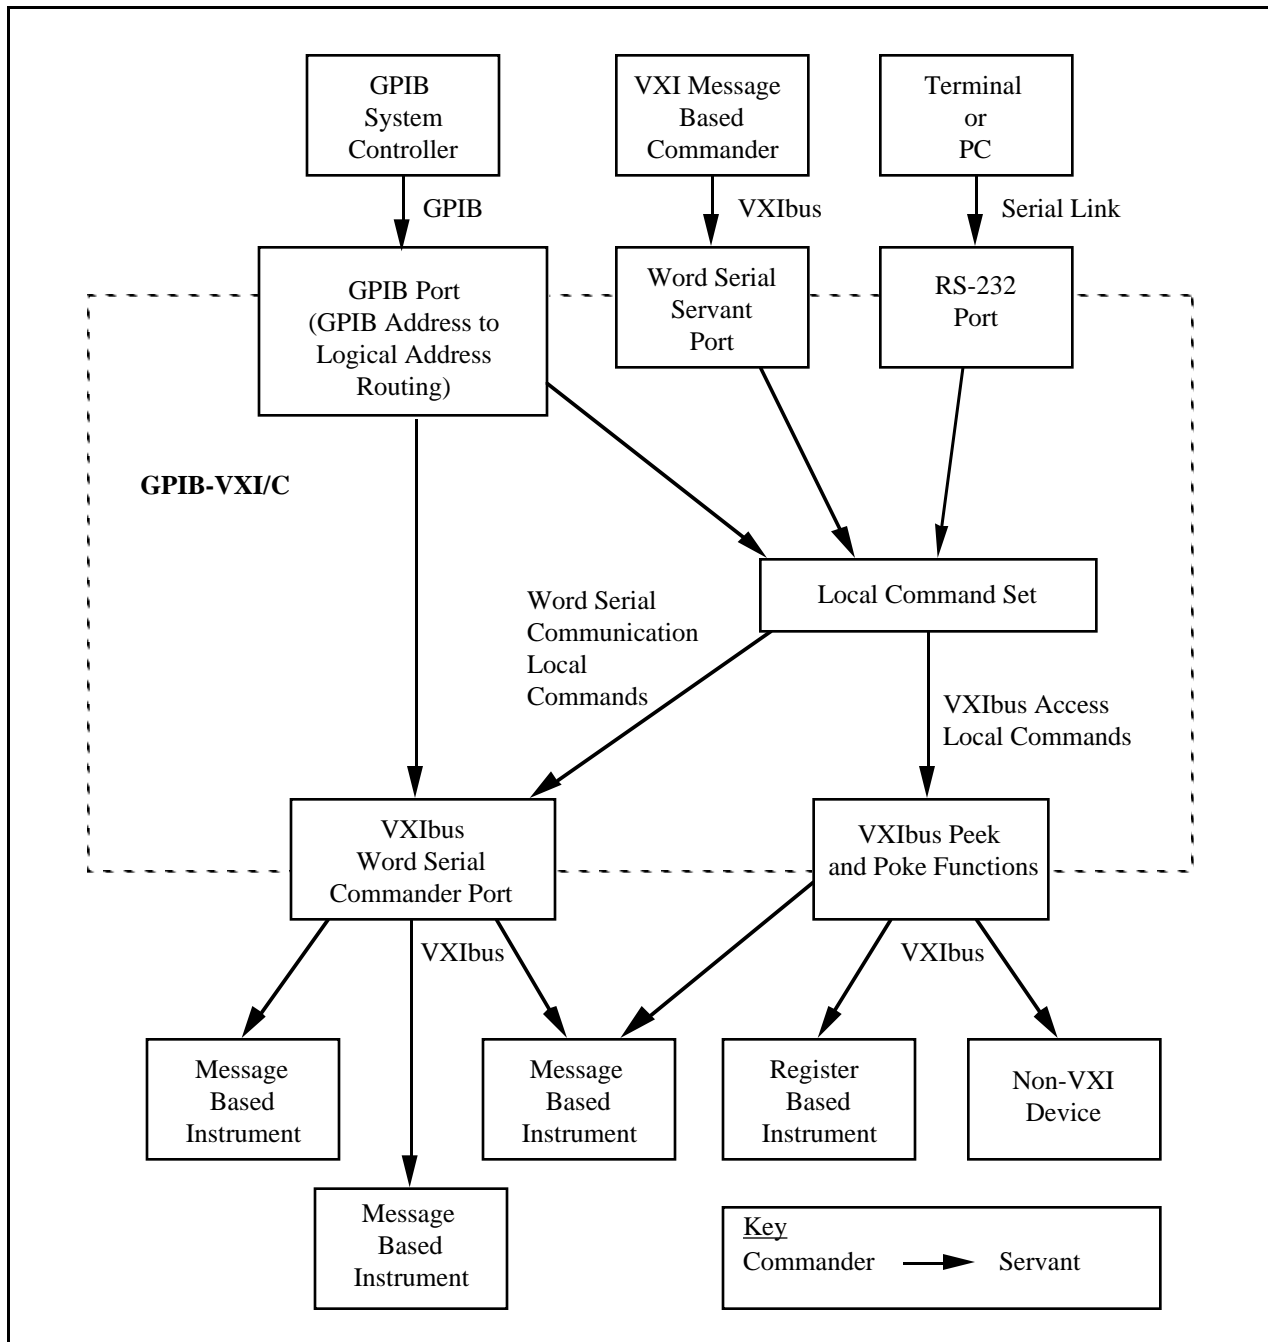 GPIB
System
Controller
VXI Message
Based
Commander
Terminal
or
PC
GPIB
VXIbus
Serial Link
GPIB Port
(GPIB Address to
Logical Address
Routing)
Word Serial
Servant
Port
RS-232
Port
GPIB-VXI/C
Local Command Set
Word Serial
Communication
Local
Commands
VXIbus Access
Local Commands
VXIbus
Word Serial
Commander Port
VXIbus Peek
and Poke Functions
VXIbus
VXIbus
Message
Based
Instrument
Message
Based
Instrument
Register
Based
Instrument
Non-VXI
Device
Message
Based
Instrument
Key
Commander
Servant